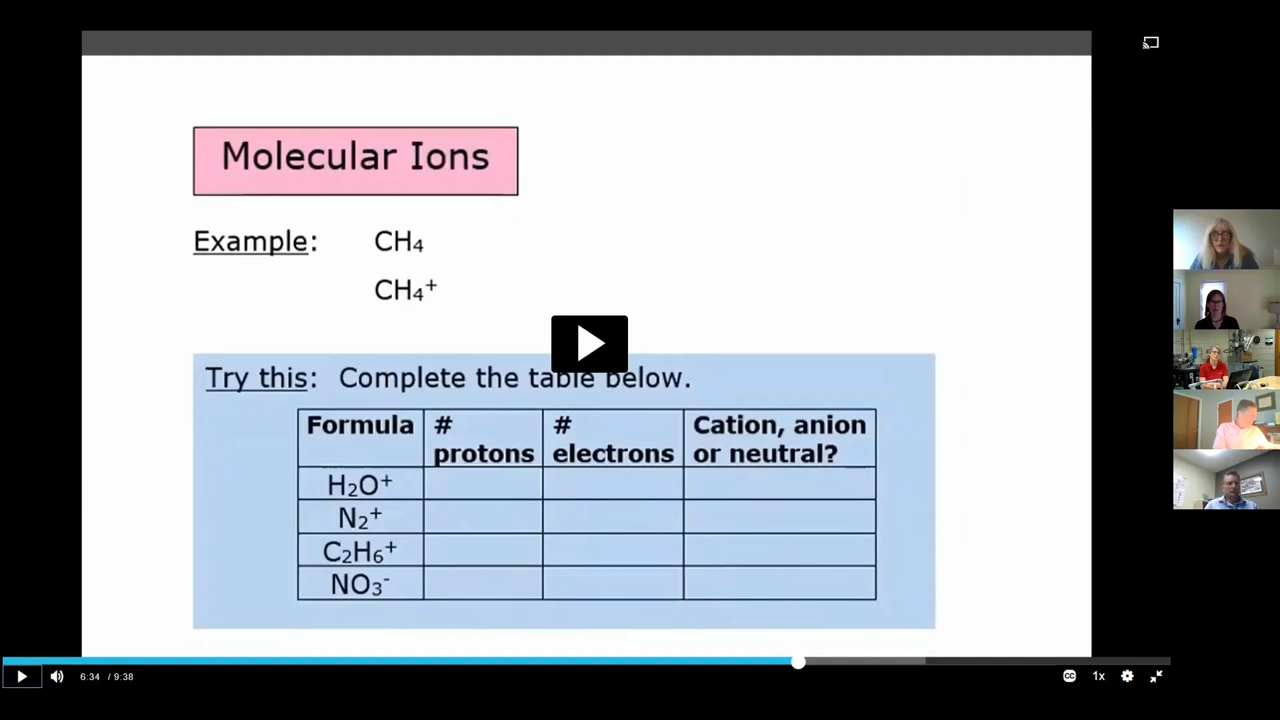 Molecular Ions
Example: CH₄
CH₄⁺
Try this: Complete the table below.
Formula # protons # electrons Cation, anion or neutral?
H₂O⁺
N₂⁺
C₂H₆⁺
NO₃⁻
6:34 / 9:38 CC 1x